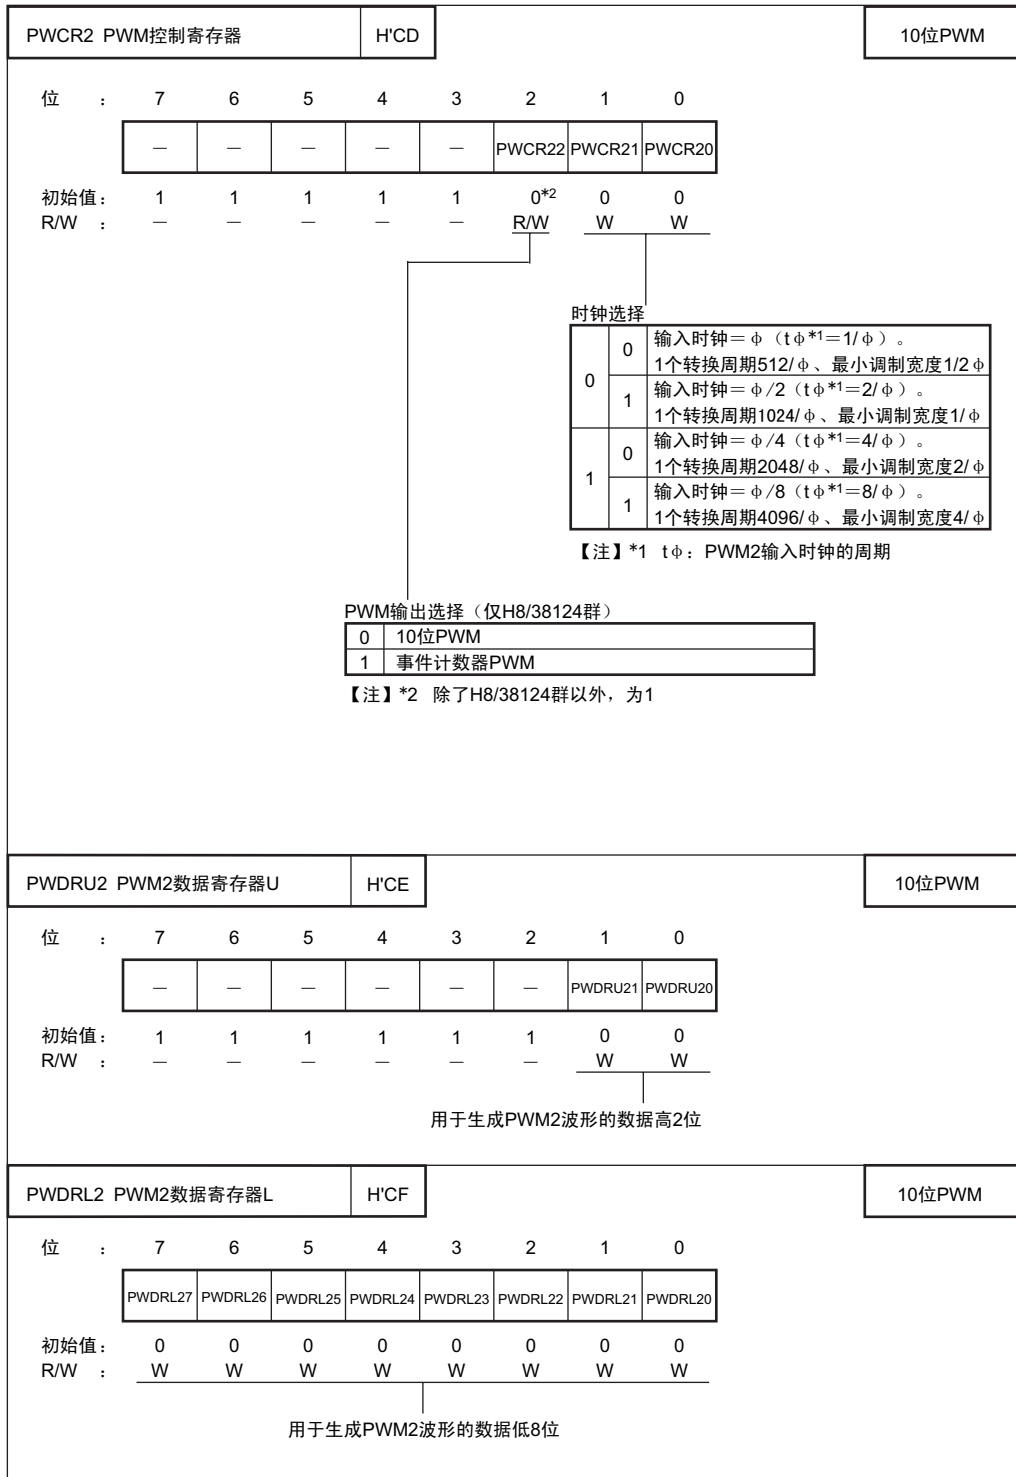 PWCR2 PWM控制寄存器 H'CD 10位PWM
位 : 7 6 5 4 3 2 1 0
— — — — — PWCR22 PWCR21 PWCR20
初始值: 1 1 1 1 1 0*2 0 0
R/W : — — — — — R/W W W
时钟选择
0 0 输入时钟＝φ（tφ*1＝1/φ）。
1个转换周期512/φ、最小调制宽度1/2φ
1 输入时钟＝φ/2（tφ*1＝2/φ）。
1个转换周期1024/φ、最小调制宽度1/φ
1 0 输入时钟＝φ/4（tφ*1＝4/φ）。
1个转换周期2048/φ、最小调制宽度2/φ
1 输入时钟＝φ/8（tφ*1＝8/φ）。
1个转换周期4096/φ、最小调制宽度4/φ
【注】*1 tφ：PWM2输入时钟的周期
PWM输出选择（仅H8/38124群）
0 10位PWM
1 事件计数器PWM
【注】*2 除了H8/38124群以外，为1
PWDRU2 PWM2数据寄存器U H'CE 10位PWM
位 : 7 6 5 4 3 2 1 0
— — — — — — PWDRU21 PWDRU20
初始值: 1 1 1 1 1 1 0 0
R/W : — — — — — — W W
用于生成PWM2波形的数据高2位
PWDRL2 PWM2数据寄存器L H'CF 10位PWM
位 : 7 6 5 4 3 2 1 0
PWDRL27 PWDRL26 PWDRL25 PWDRL24 PWDRL23 PWDRL22 PWDRL21 PWDRL20
初始值: 0 0 0 0 0 0 0 0
R/W : W W W W W W W W
用于生成PWM2波形的数据低8位